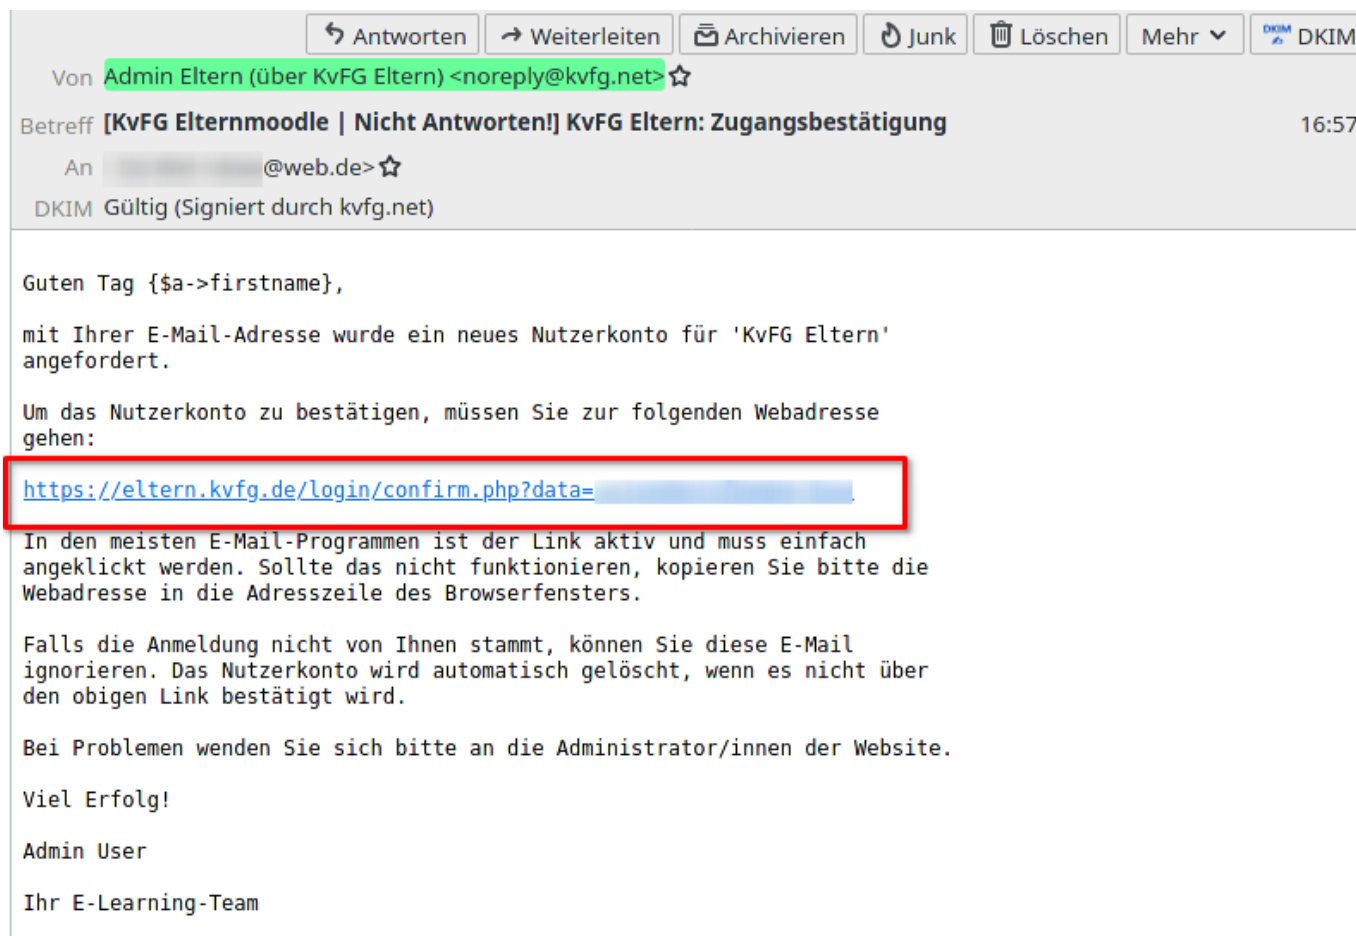 Antworten Weiterleiten Archivieren Junk Löschen Mehr DKIM DKIM
Von Admin Eltern (über KvFG Eltern) <noreply@kvfg.net>
Betreff [KvFG Elternmoodle | Nicht Antworten!] KvFG Eltern: Zugangsbestätigung 16:57
An @web.de>
DKIM Gültig (Signiert durch kvfg.net)
Guten Tag {$a->firstname},
mit Ihrer E-Mail-Adresse wurde ein neues Nutzerkonto für 'KvFG Eltern'
angefordert.
Um das Nutzerkonto zu bestätigen, müssen Sie zur folgenden Webadresse
gehen:
https://eltern.kvfg.de/login/confirm.php?data=
In den meisten E-Mail-Programmen ist der Link aktiv und muss einfach
angeklickt werden. Sollte das nicht funktionieren, kopieren Sie bitte die
Webadresse in die Adresszeile des Browserfensters.
Falls die Anmeldung nicht von Ihnen stammt, können Sie diese E-Mail
ignorieren. Das Nutzerkonto wird automatisch gelöscht, wenn es nicht über
den obigen Link bestätigt wird.
Bei Problemen wenden Sie sich bitte an die Administrator/innen der Website.
Viel Erfolg!
Admin User
Ihr E-Learning-Team